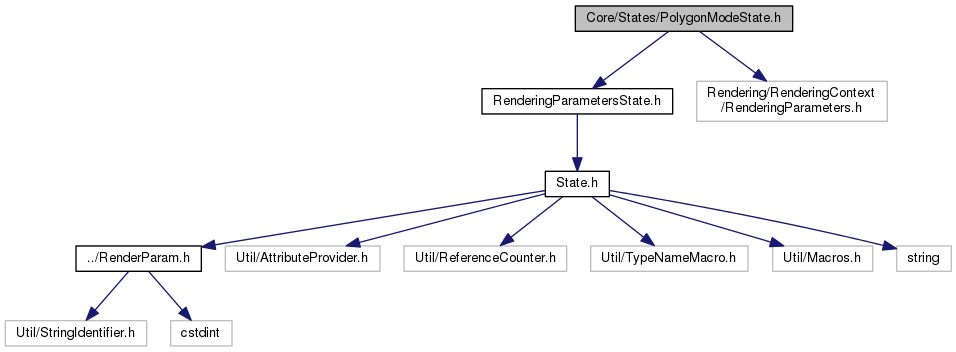 Core/States/PolygonModeState.h
RenderingParametersState.h
Rendering/RenderingContext
/RenderingParameters.h
State.h
../RenderParam.h
Util/AttributeProvider.h
Util/ReferenceCounter.h
Util/TypeNameMacro.h
Util/Macros.h
string
Util/StringIdentifier.h
cstdint